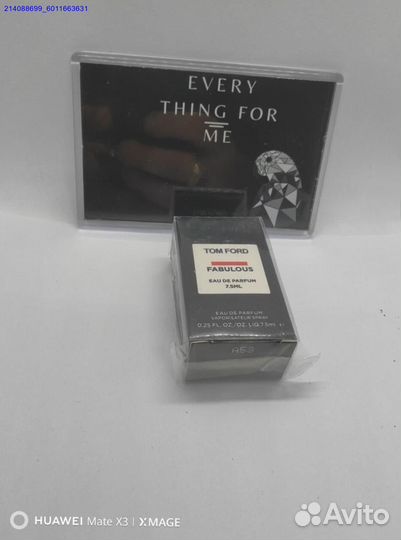 214088699_6011663631
EVERY
THING FOR
ME
TOM FORD
FABULOUS
EAU DE PARFUM
7.5ML
EAU DE PARFUM
VAPORISATEUR SPRAY
0.25 FL.OZ./OZ.LIQ.7.5ml e
A53
HUAWEI Mate X3 | XMAGE
Avito